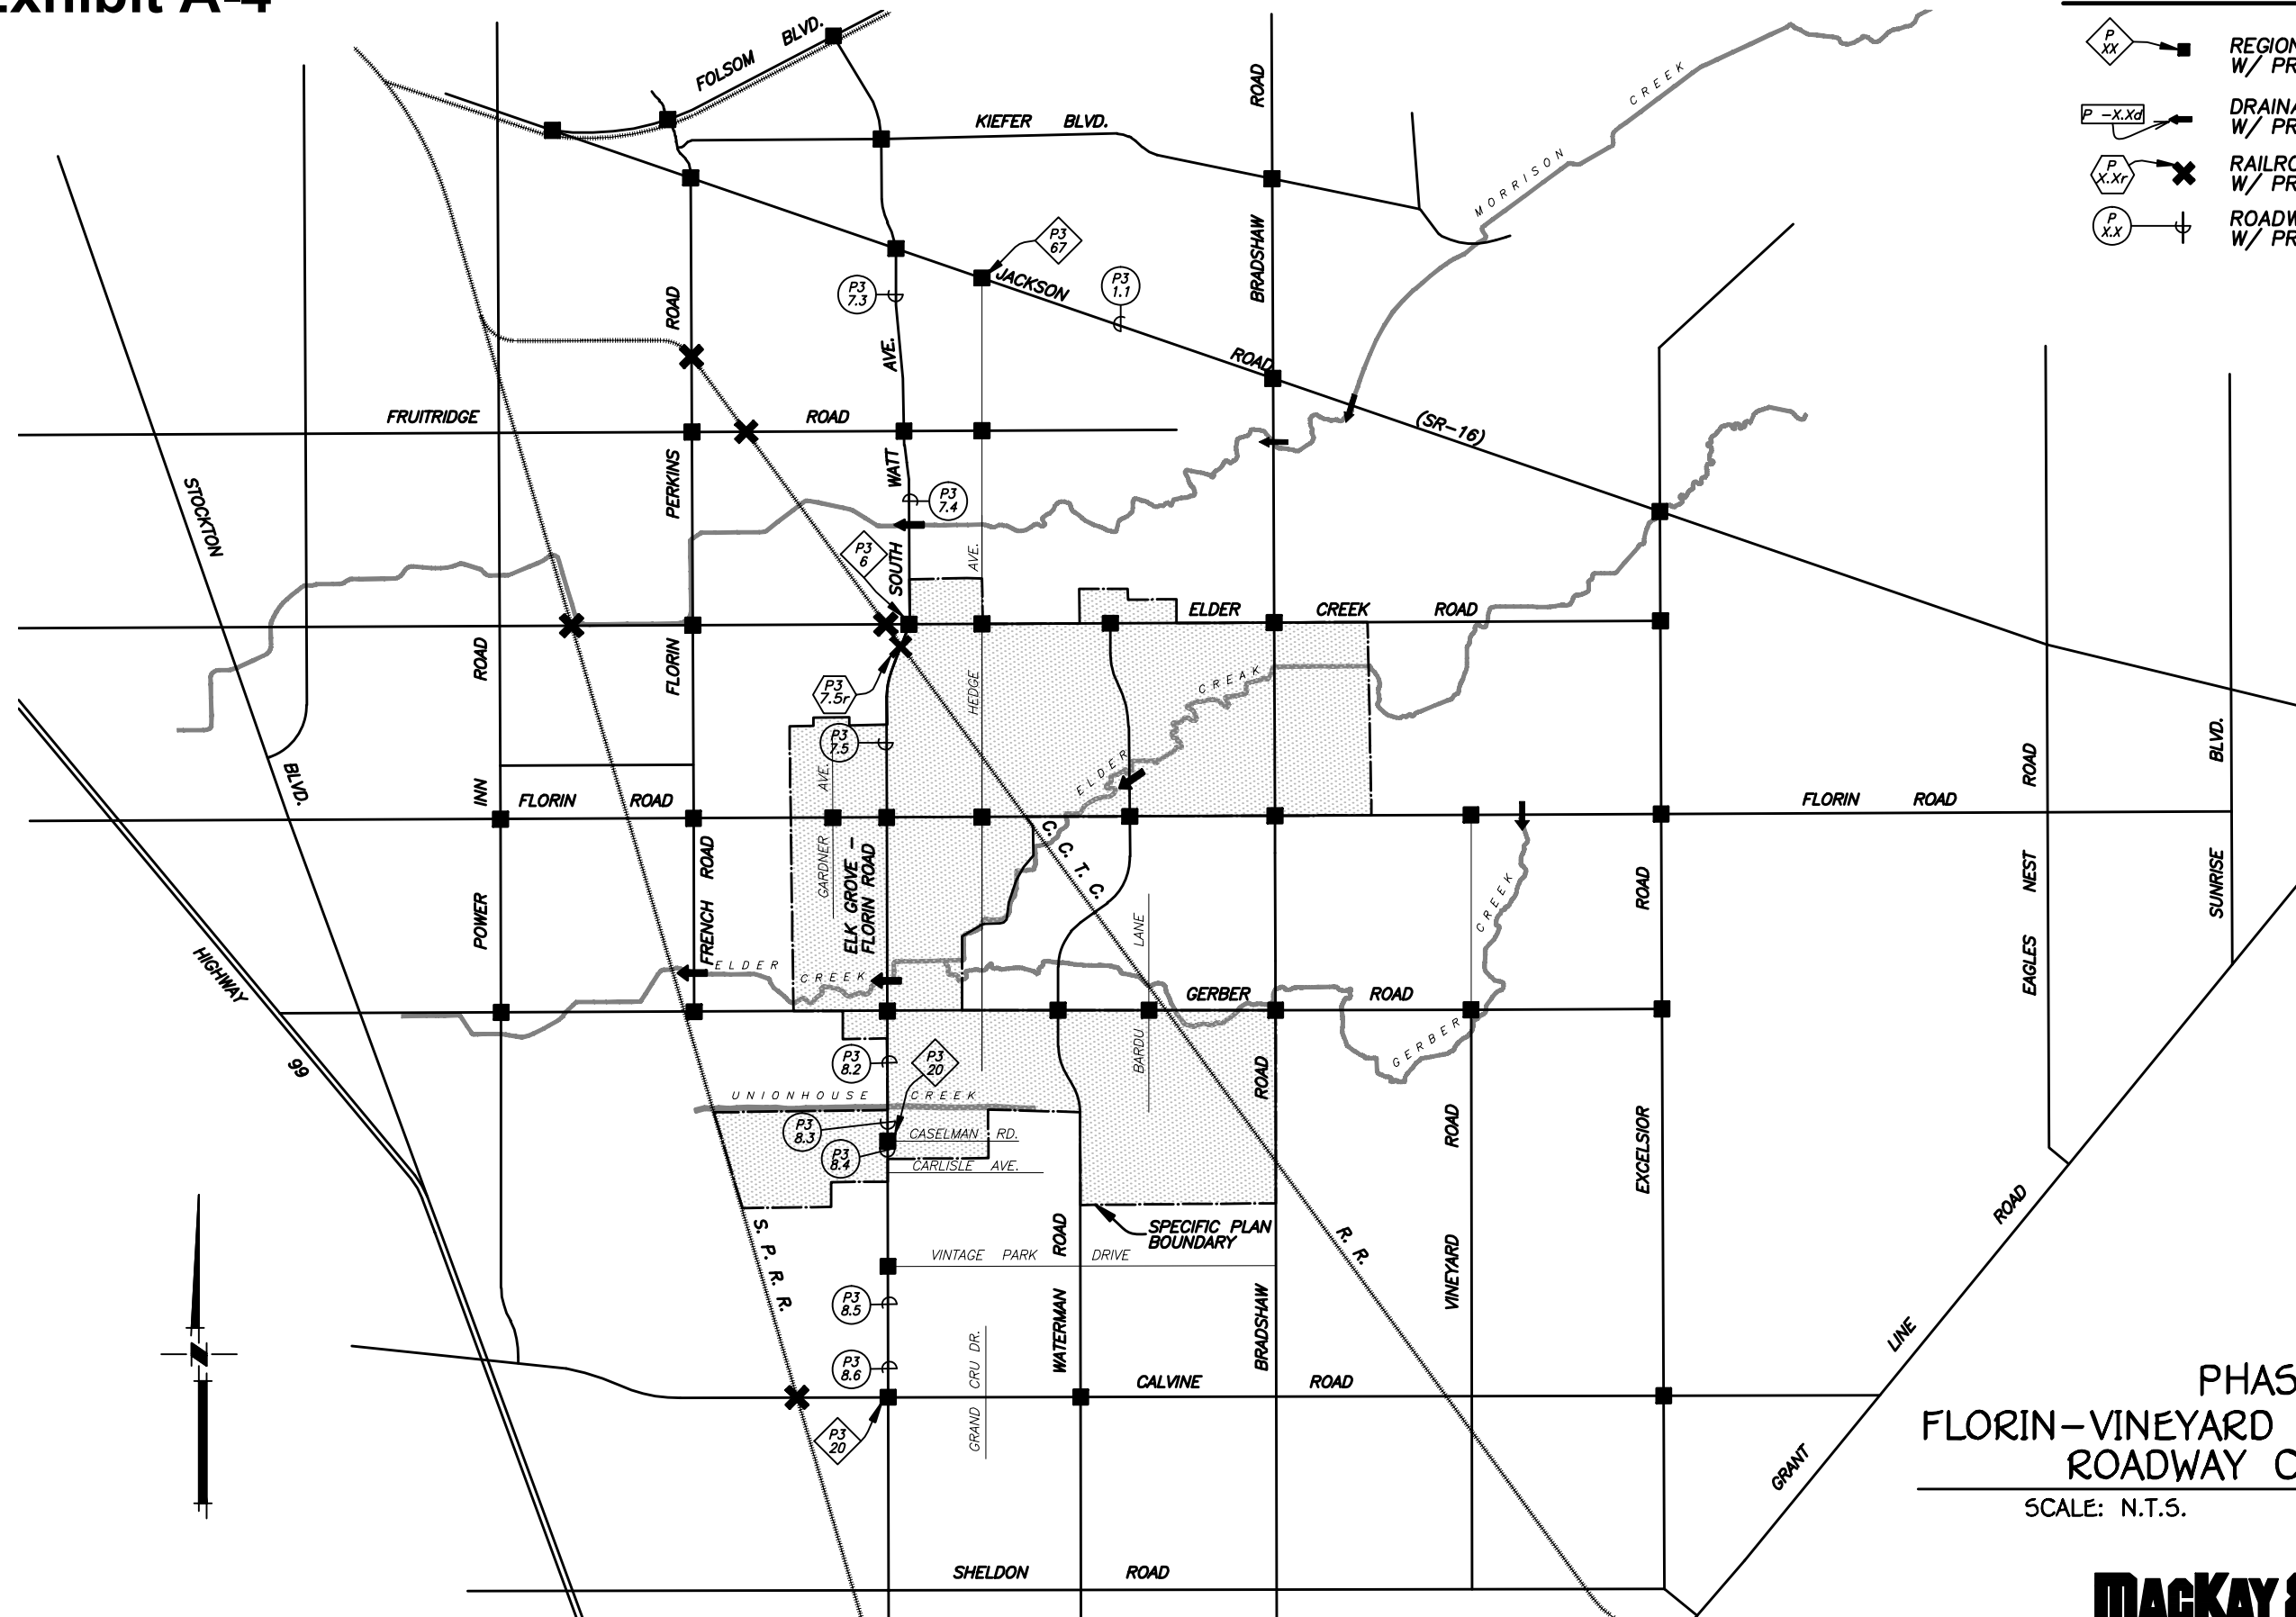 Exhibit A-4
FOLSOM BLVD.
KIEFER BLVD.
ROAD
MORRISON CREEK
P
XX
REGION
W/ PR
P -X.Xd
DRAINA
W/ PR
P
X.Xr
RAILRO
W/ PR
P
X.X
ROADW
W/ PR
P3
67
P3
7.3
P3
1.1
JACKSON
ROAD
(SR-16)
BRADSHAW
ROAD
AVE.
FRUITRIDGE
ROAD
PERKINS
WATT
P3
7.4
STOCKTON
BLVD.
P3
6
SOUTH
AVE.
ELDER CREEK ROAD
ROAD
FLORIN
HEDGE
ELDER CREAK
P3
7.5r
P3
7.5
AVE.
ROAD
BLVD.
INN
FLORIN ROAD
FLORIN ROAD
GARDNER
ELK GROVE -
FLORIN ROAD
C. C. T. C.
ROAD
FRENCH
POWER
LANE
CREEK
ROAD
NEST
SUNRISE
EAGLES
HIGHWAY
99
ELDER CREEK
GERBER ROAD
BARDU
GERBER
P3
8.2
P3
20
ROAD
UNIONHOUSE CREEK
P3
8.3
CASELMAN RD.
P3
8.4
CARLISLE AVE.
ROAD
EXCELSIOR
SPECIFIC PLAN
BOUNDARY
ROAD
S. P. R. R.
VINTAGE PARK DRIVE
R. R.
VINEYARD
ROAD
P3
8.5
WATERMAN
BRADSHAW
P3
8.6
GRAND CRU DR.
CALVINE ROAD
LINE
GRANT
P3
20
PHAS
FLORIN-VINEYARD
ROADWAY C
SCALE: N.T.S.
SHELDON ROAD
MACKAY